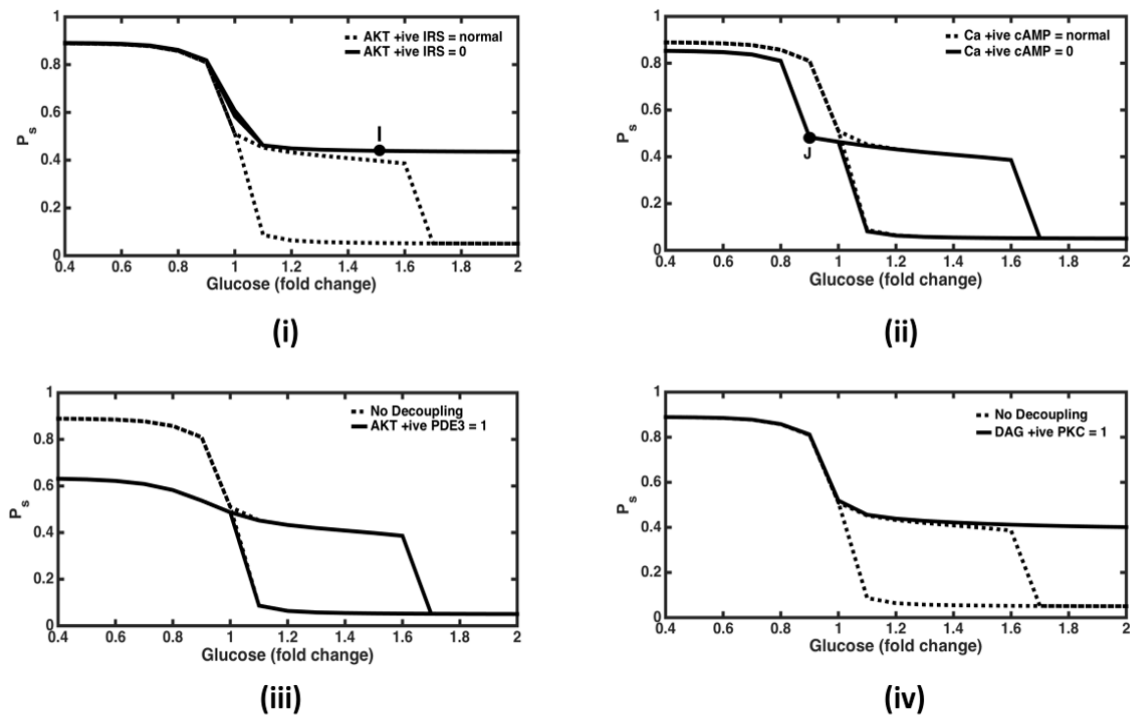 1
0.8
0.6
0.4
0.2
0
P_s
AKT +ive IRS = normal
AKT +ive IRS = 0
I
0.4 0.6 0.8 1 1.2 1.4 1.6 1.8 2
Glucose (fold change)
(i)
1
0.8
0.6
0.4
0.2
0
P_s
Ca +ive cAMP = normal
Ca +ive cAMP = 0
J
0.4 0.6 0.8 1 1.2 1.4 1.6 1.8 2
Glucose (fold change)
(ii)
1
0.8
0.6
0.4
0.2
0
P_s
No Decoupling
AKT +ive PDE3 = 1
0.4 0.6 0.8 1 1.2 1.4 1.6 1.8 2
Glucose (fold change)
(iii)
1
0.8
0.6
0.4
0.2
0
P_s
No Decoupling
DAG +ive PKC = 1
0.4 0.6 0.8 1 1.2 1.4 1.6 1.8 2
Glucose (fold change)
(iv)